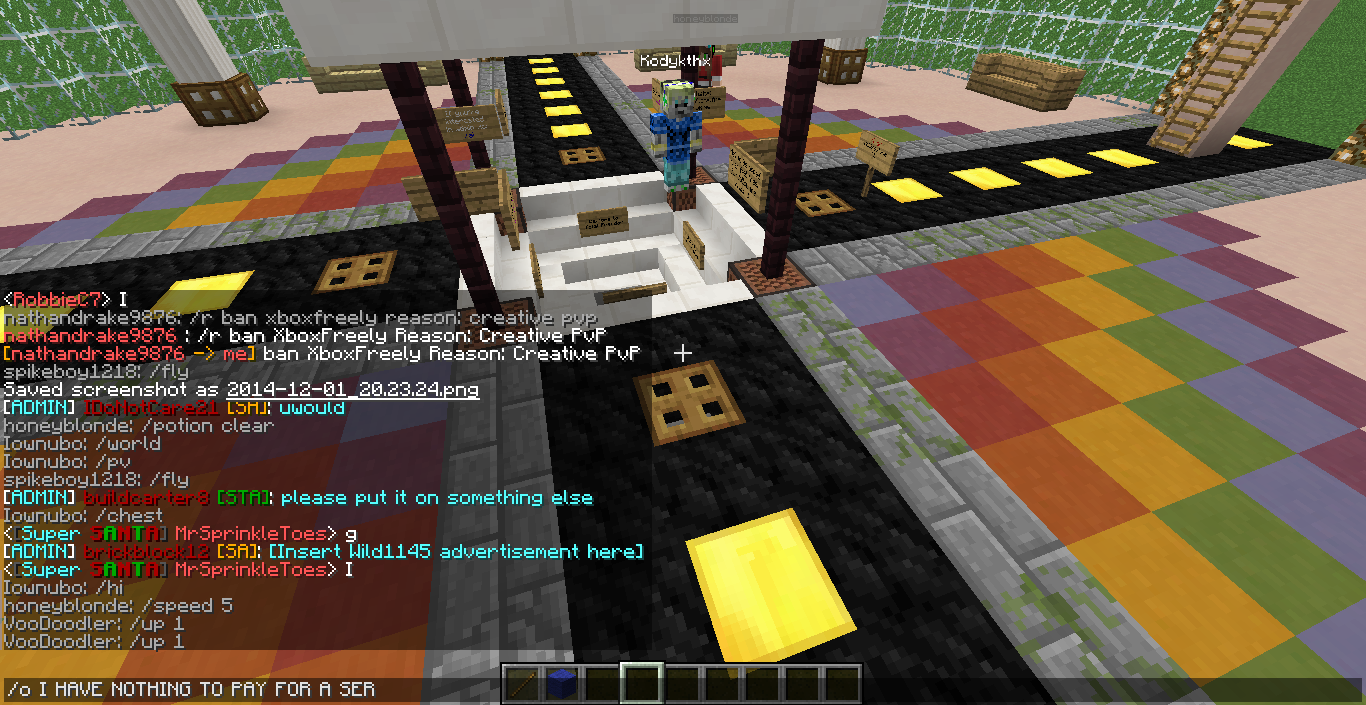 honeyblonde
Kodykthx
<RobbieC7> I
nathandrake9876: /r ban xboxfreely reason: creative pvp
nathandrake9876 : /r ban XboxFreely Reason: Creative PvP
[nathandrake9876 -> me] ban XboxFreely Reason: Creative PvP
spikeboy1218: /fly
Saved screenshot as 2014-12-01_20.23.24.png
[ADMIN] IDoNotCare21 [SA]: uwould
honeyblonde: /potion clear
Iownubo: /world
Iownubo: /pv
spikeboy1218: /fly
[ADMIN] buildcarter8 [STA]: please put it on something else
Iownubo: /chest
<[Super SANTA] MrSprinkleToes> g
[ADMIN] brickblock12 [SA]: [Insert Wild1145 advertisement here]
<[Super SANTA] MrSprinkleToes> I
Iownubo: /hi
honeyblonde: /speed 5
VooDoodler: /up 1
VooDoodler: /up 1
/o I HAVE NOTHING TO PAY FOR A SER